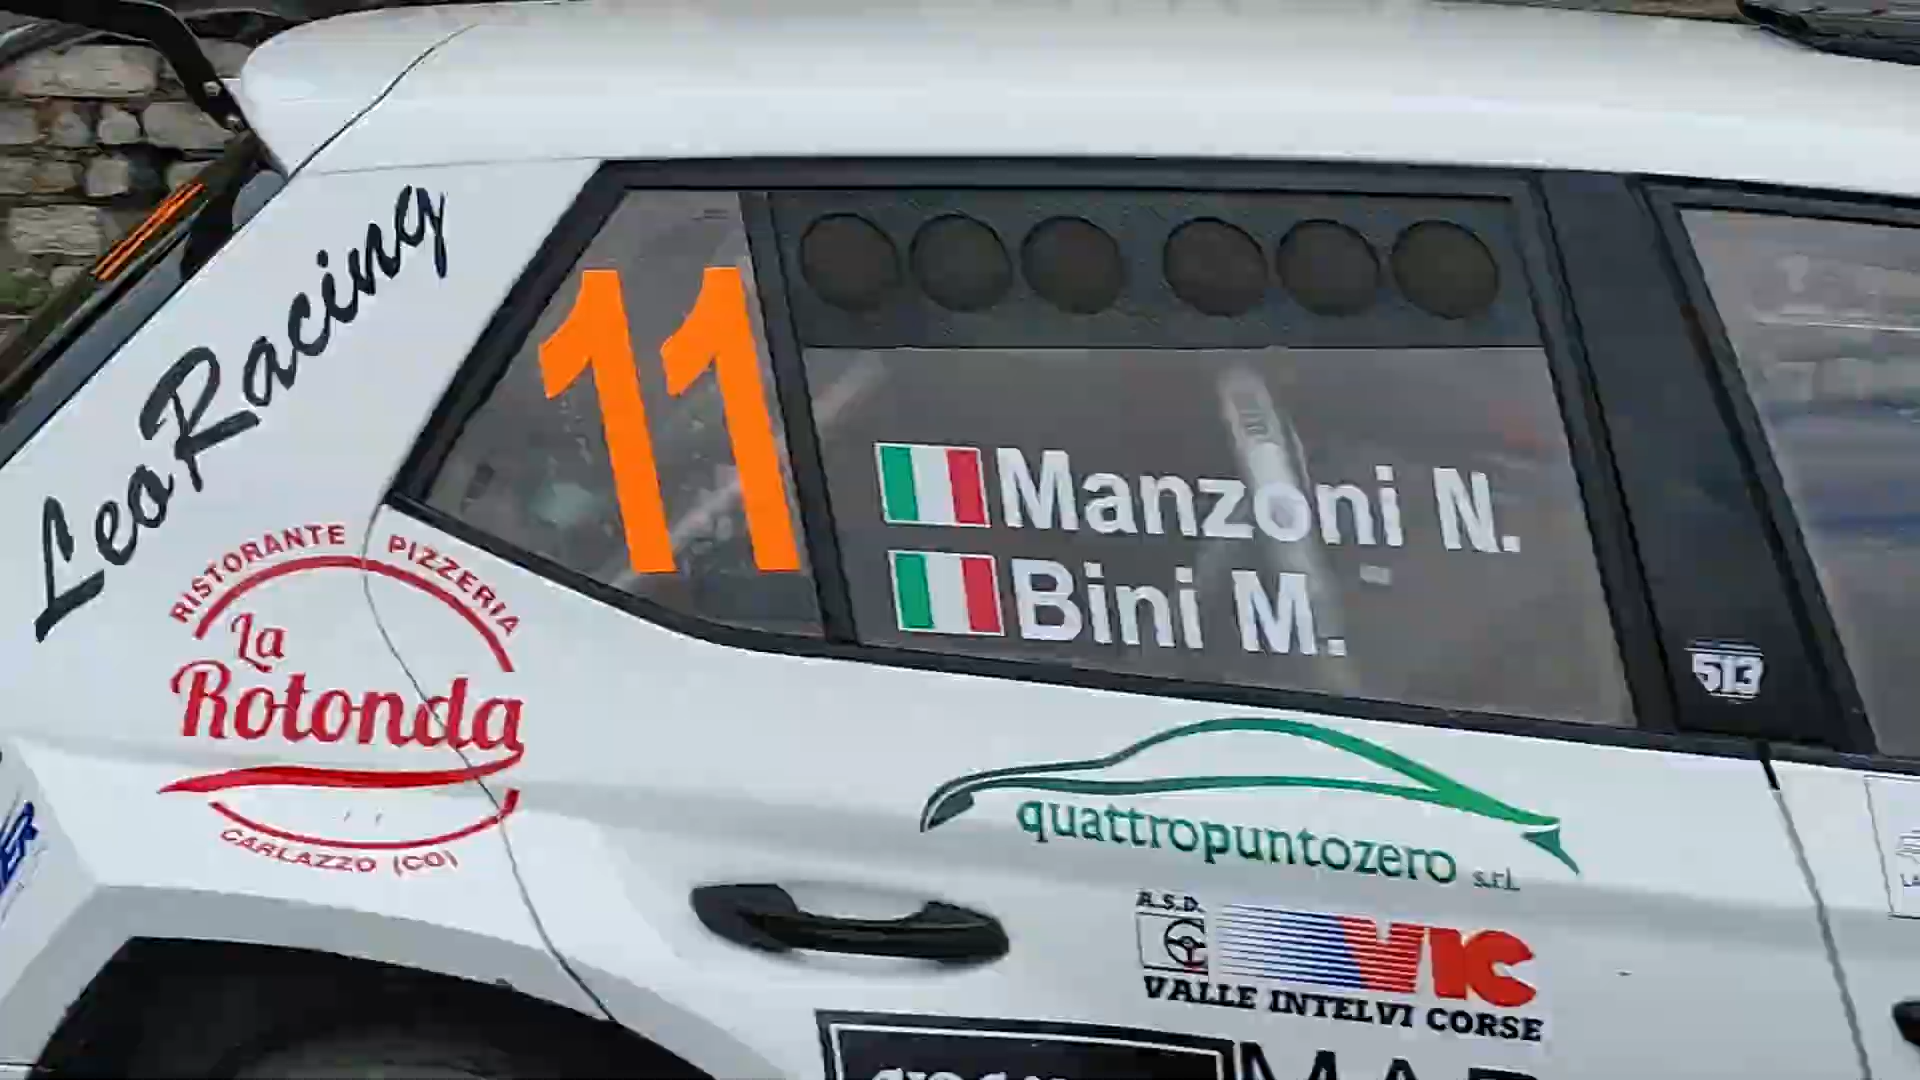 LeoRacing
11
Manzoni N.
Bini M.
513
RISTORANTE PIZZERIA
La
Rotonda
CARLAZZO (CO)
quattropuntozero s.r.l.
A.S.D.
VIC
VALLE INTELVI CORSE